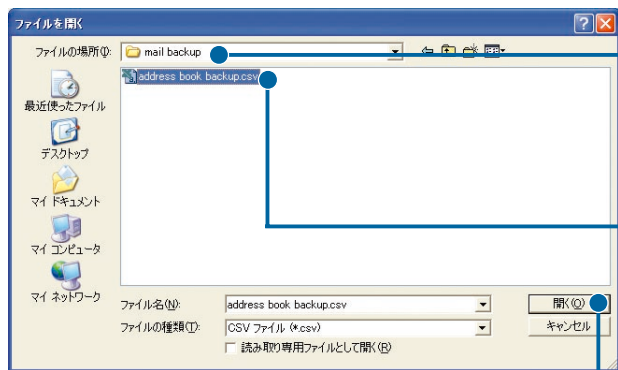 ファイルを開く
ファイルの場所(I):
mail backup
address book backup.csv
最近使ったファイル
デスクトップ
マイ ドキュメント
マイ コンピュータ
マイ ネットワーク
ファイル名(N):
address book backup.csv
開く(O)
ファイルの種類(T):
CSV ファイル (*.csv)
キャンセル
読み取り専用ファイルとして開く(R)